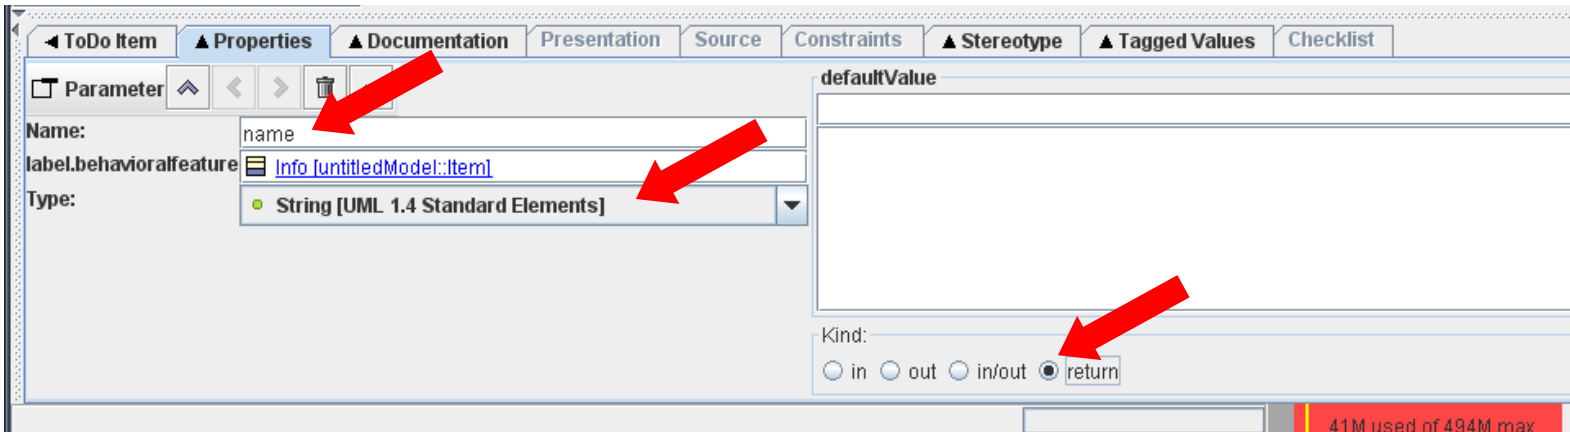 ToDo Item Properties Documentation Presentation Source Constraints Stereotype Tagged Values Checklist
Parameter
Name: name
label.behavioralfeature Info [untitledModel::Item]
Type: String [UML 1.4 Standard Elements]
defaultValue
Kind:
in out in/out return
41M used of 494M max